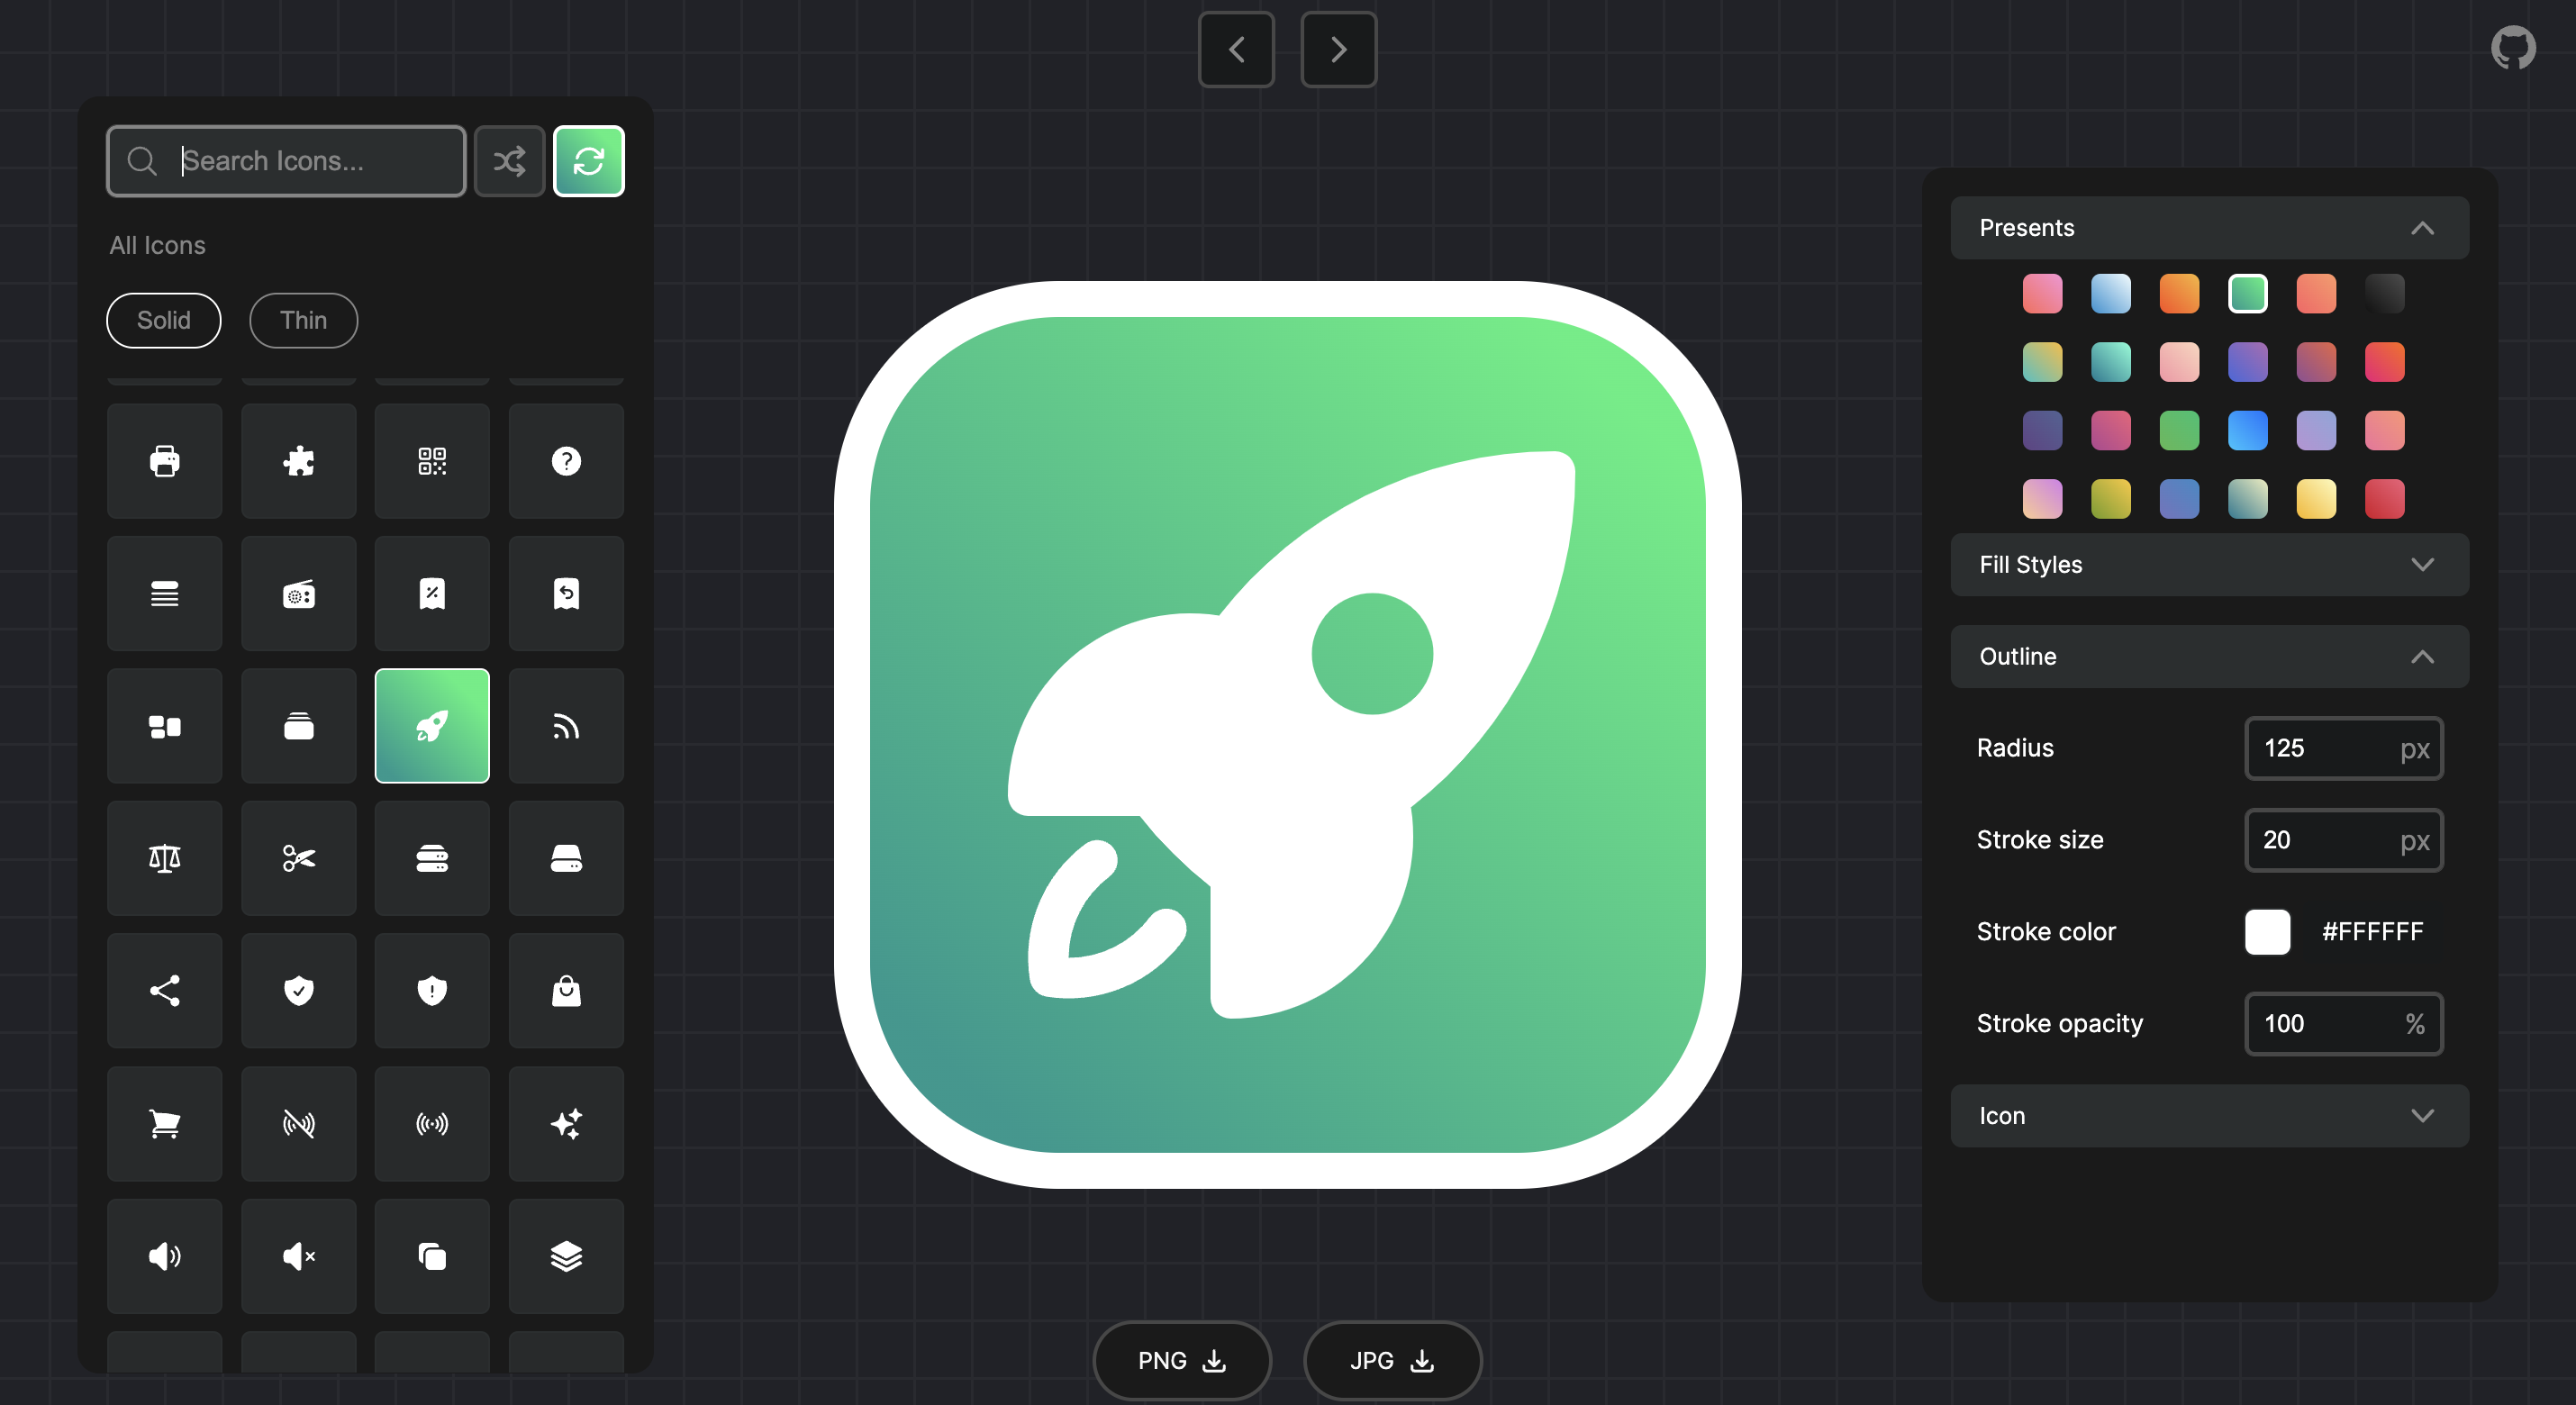 Search Icons...
All Icons
Solid
Thin
Presents
Fill Styles
Outline
Radius
125 px
Stroke size
20 px
Stroke color
#FFFFFF
Stroke opacity
100 %
Icon
PNG
JPG